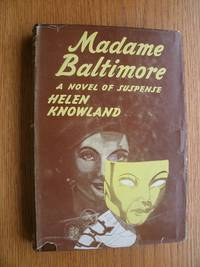 Madame
Baltimore
A NOVEL OF SUSPENSE
HELEN
KNOWLAND